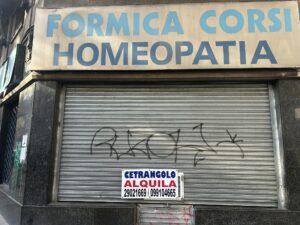 FORMICA CORSI
HOMEOPATIA
CETRANGOLO
ALQUILA
29021669 099104665